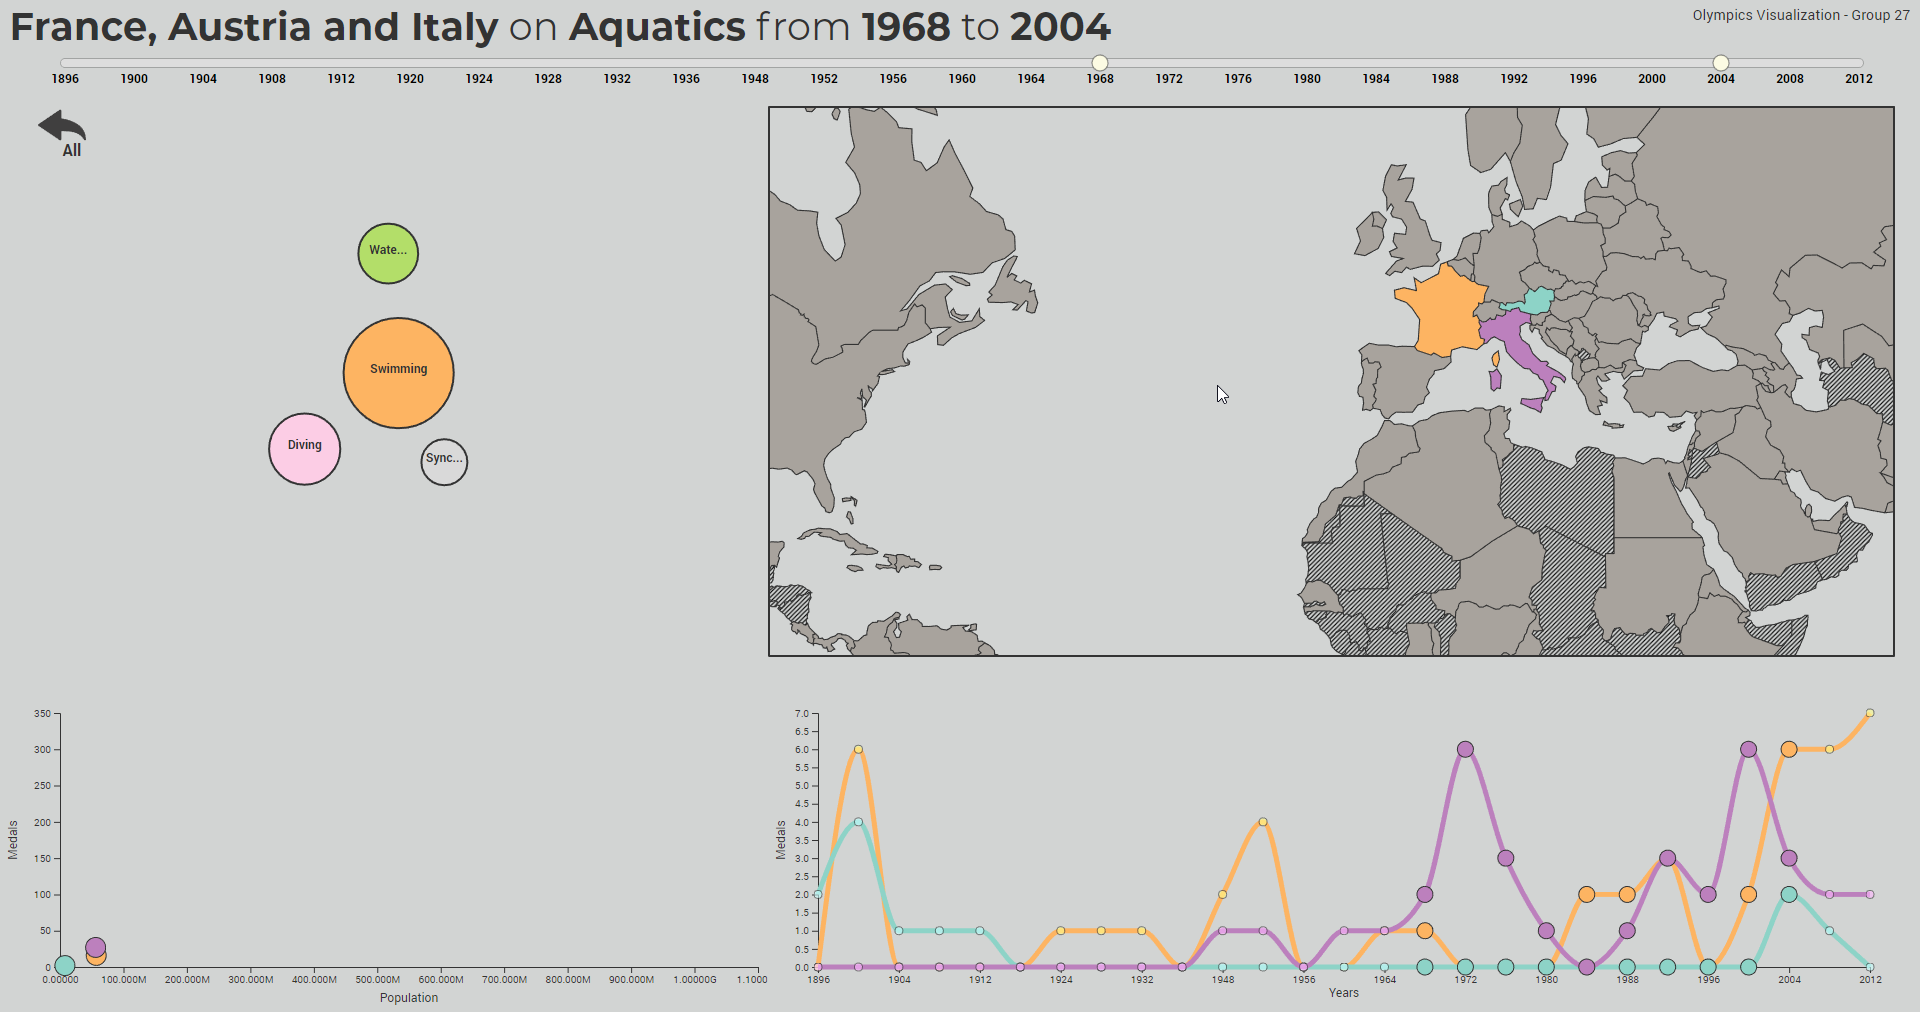 France, Austria and Italy on Aquatics from 1968 to 2004
Olympics Visualization - Group 27
1896 1900 1904 1908 1912 1920 1924 1928 1932 1936 1948 1952 1956 1960 1964 1968 1972 1976 1980 1984 1988 1992 1996 2000 2004 2008 2012
All
Wate...
Swimming
Diving
Sync...
350
300
250
200
150
100
50
0
Medals
0.00000 100.000M 200.000M 300.000M 400.000M 500.000M 600.000M 700.000M 800.000M 900.000M 1.00000G 1.1000
Population
7.0
6.5
6.0
5.5
5.0
4.5
4.0
3.5
3.0
2.5
2.0
1.5
1.0
0.5
0.0
Medals
1896 1904 1912 1924 1932 1948 1956 1964 1972 1980 1988 1996 2004 2012
Years